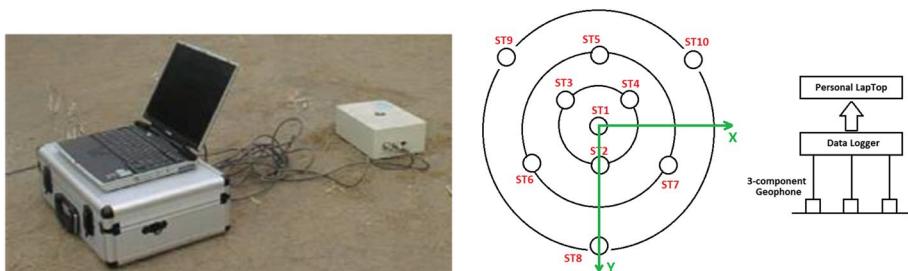 ST9
ST5
ST10
ST3
ST4
ST1
X
ST2
ST6
ST7
ST8
Y
Personal LapTop
Data Logger
3-component
Geophone